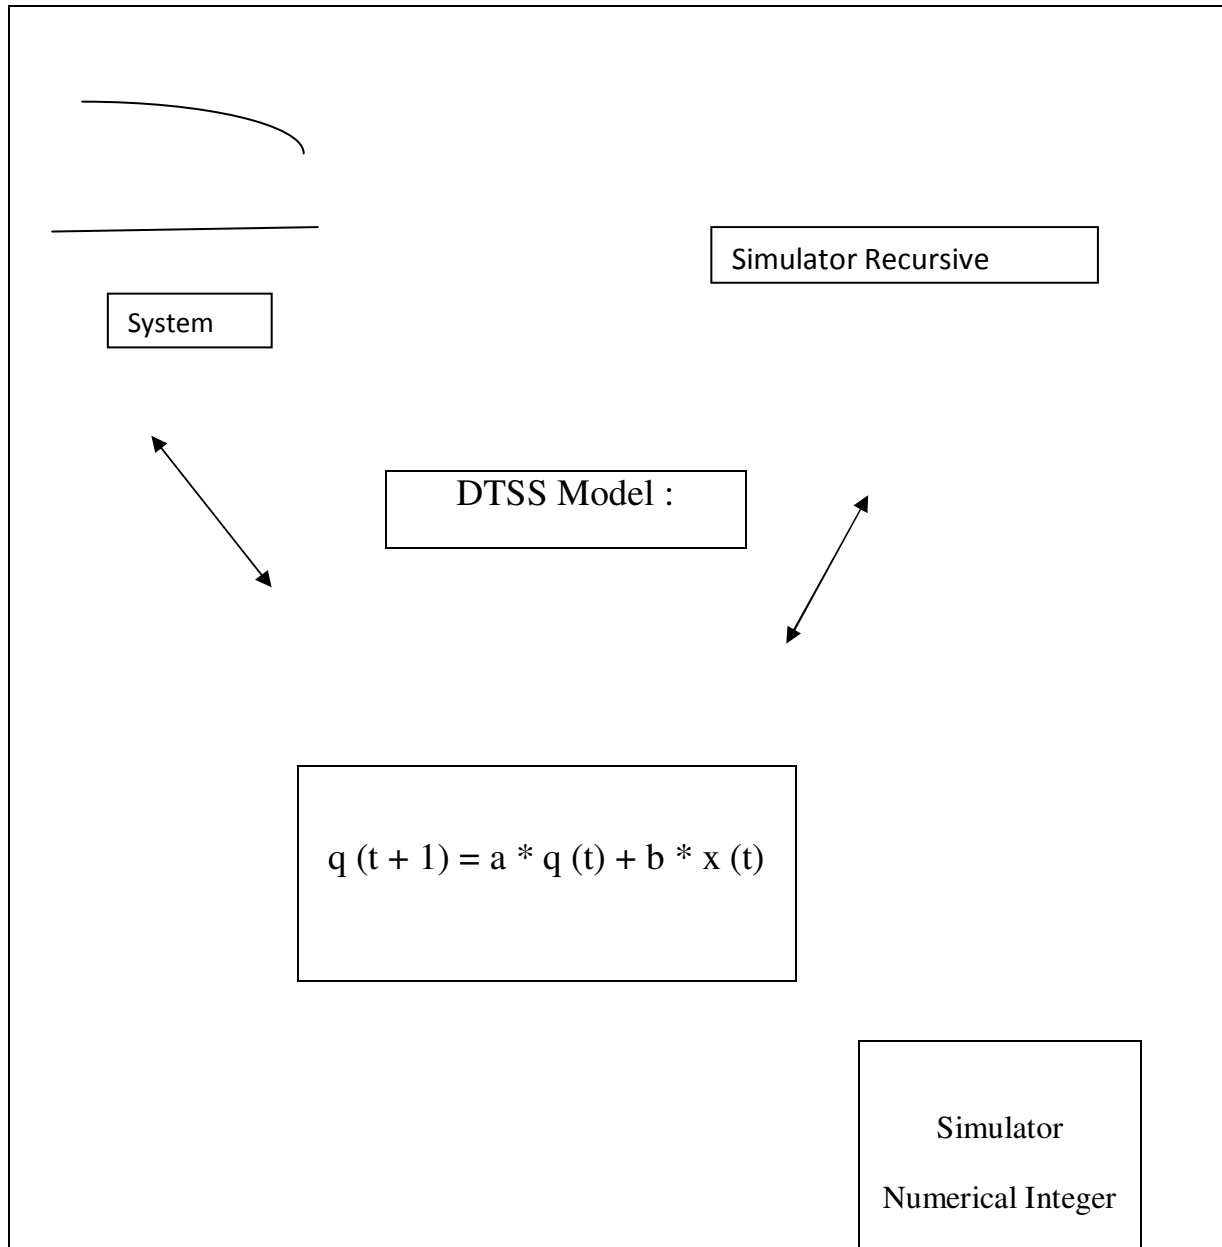 Simulator Recursive
System
DTSS Model :
q (t + 1) = a * q (t) + b * x (t)
Simulator
Numerical Integer